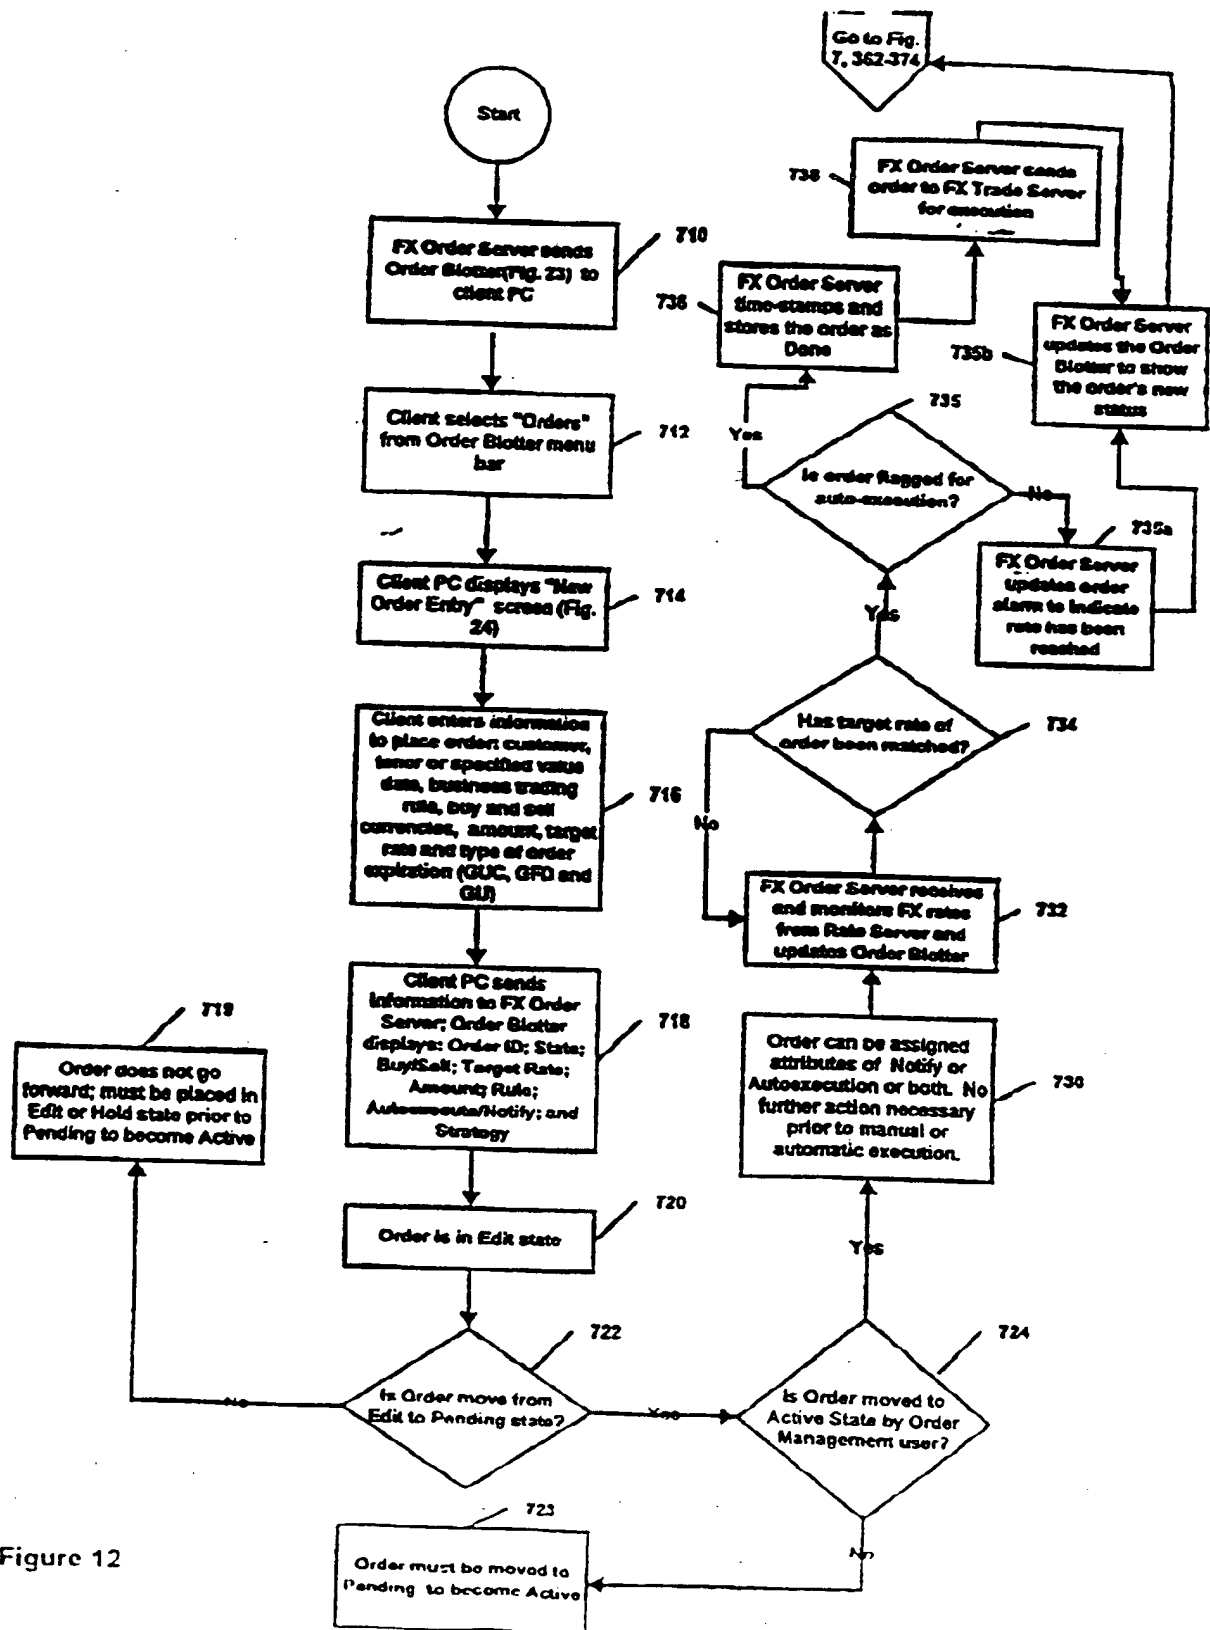 Go to Fig.
7, 362-374
Start
FX Order Server sends
Order Blotter(Fig. 23) to
client PC
710
Client selects "Orders"
from Order Blotter menu
bar
712
Client PC displays "New
Order Entry" screen (Fig.
24)
714
Client enters information
to place order: customer,
tenor or specified value
date, business trading
rule, buy and sell
currencies, amount, target
rate and type of order
expiration (GUC, GFD and
GU)
716
Client PC sends
information to FX Order
Server; Order Blotter
displays: Order ID; State;
Buy/Sell; Target Rate;
Amount; Rule;
Autoexecute/Notify; and
Strategy
718
719
Order does not go
forward; must be placed in
Edit or Hold state prior to
Pending to become Active
Order is in Edit state
720
722
Is Order move from
Edit to Pending state?
No
Yes
723
Order must be moved to
Pending to become Active
724
Is Order moved to
Active State by Order
Management user?
No
Yes
Order can be assigned
attributes of Notify or
Autoexecution or both. No
further action necessary
prior to manual or
automatic execution.
730
FX Order Server receives
and monitors FX rates
from Rate Server and
updates Order Blotter
732
Has target rate of
order been matched?
734
No
Yes
735
Is order flagged for
auto-execution?
Yes
No
735a
FX Order Server
updates order
alarm to indicate
rate has been
reached
735b
FX Order Server
updates the Order
Blotter to show
the order's new
status
736
FX Order Server
time-stamps and
stores the order as
Done
738
FX Order Server sends
order to FX Trade Server
for execution
Figure 12